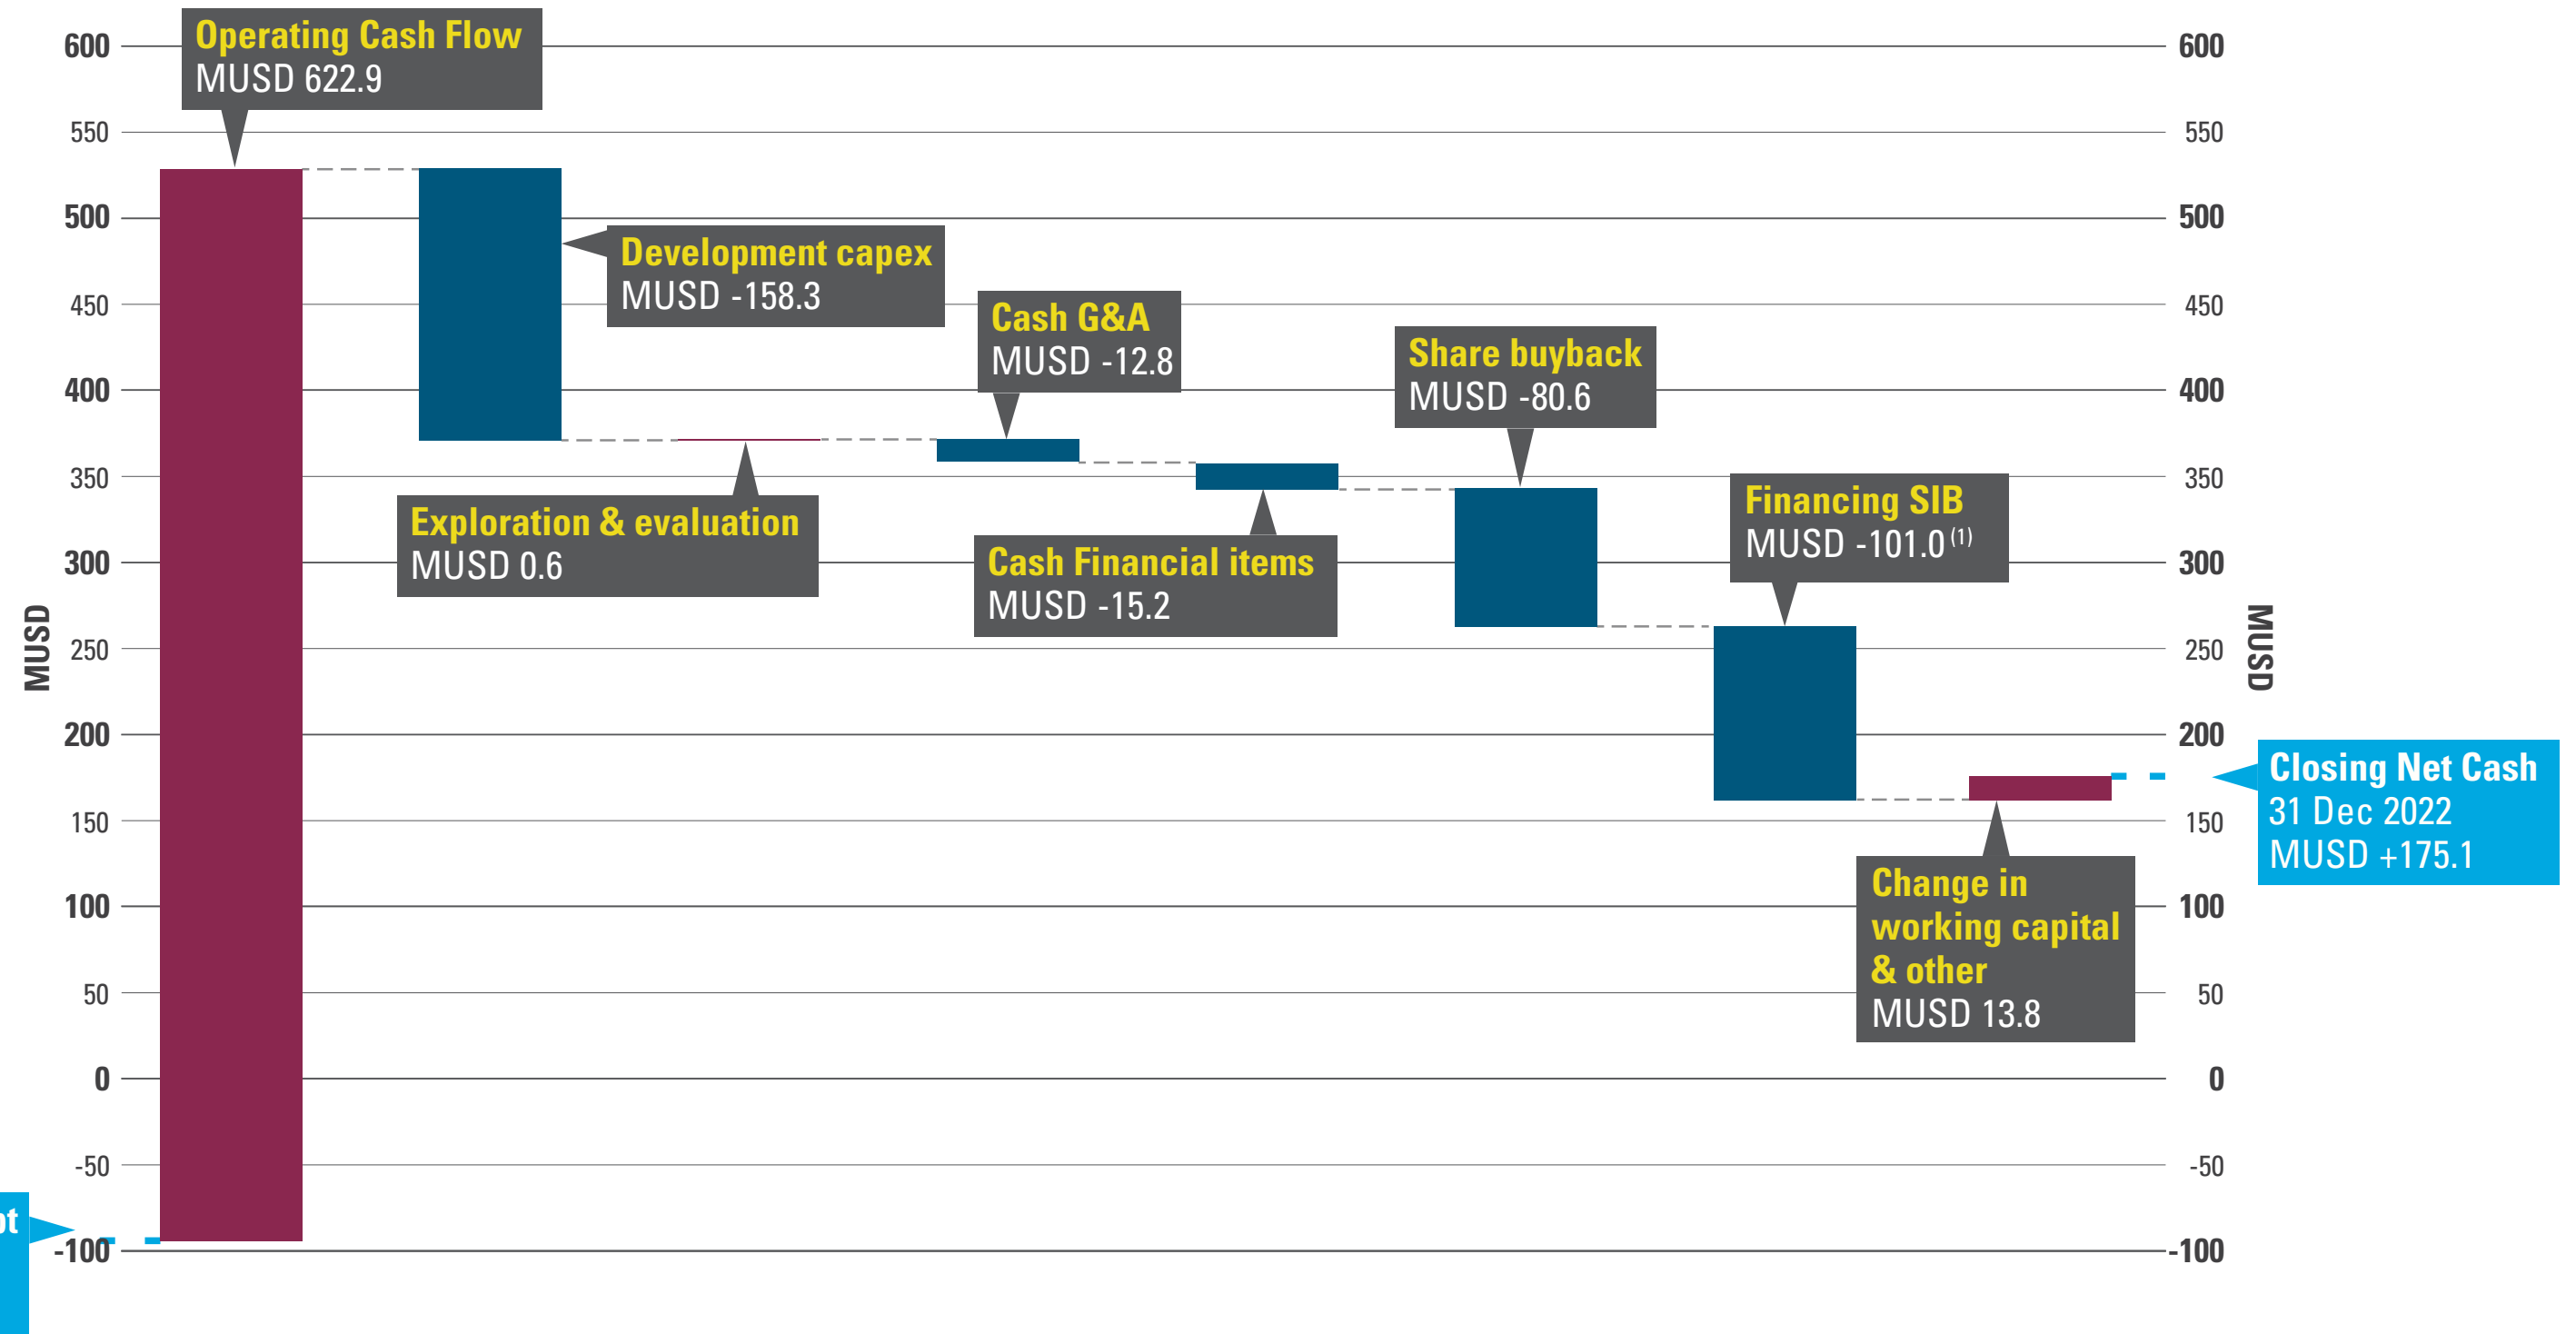 Operating Cash Flow
MUSD 622.9
Development capex
MUSD -158.3
Exploration & evaluation
MUSD 0.6
Cash G&A
MUSD -12.8
Cash Financial items
MUSD -15.2
Share buyback
MUSD -80.6
Financing SIB
MUSD -101.0 (1)
Change in
working capital
& other
MUSD 13.8
Closing Net Cash
31 Dec 2022
MUSD +175.1
MUSD
600
550
500
450
400
350
300
250
200
150
100
50
0
-50
-100
600
550
500
450
400
350
300
250
200
150
100
50
0
-50
-100
MUSD